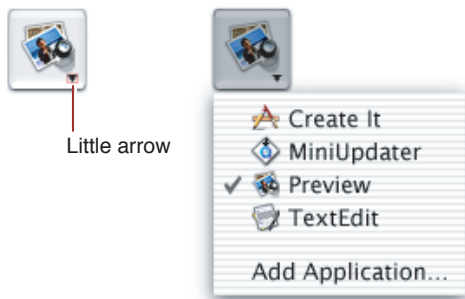 Little arrow
Create It
MiniUpdater
Preview
TextEdit
Add Application...